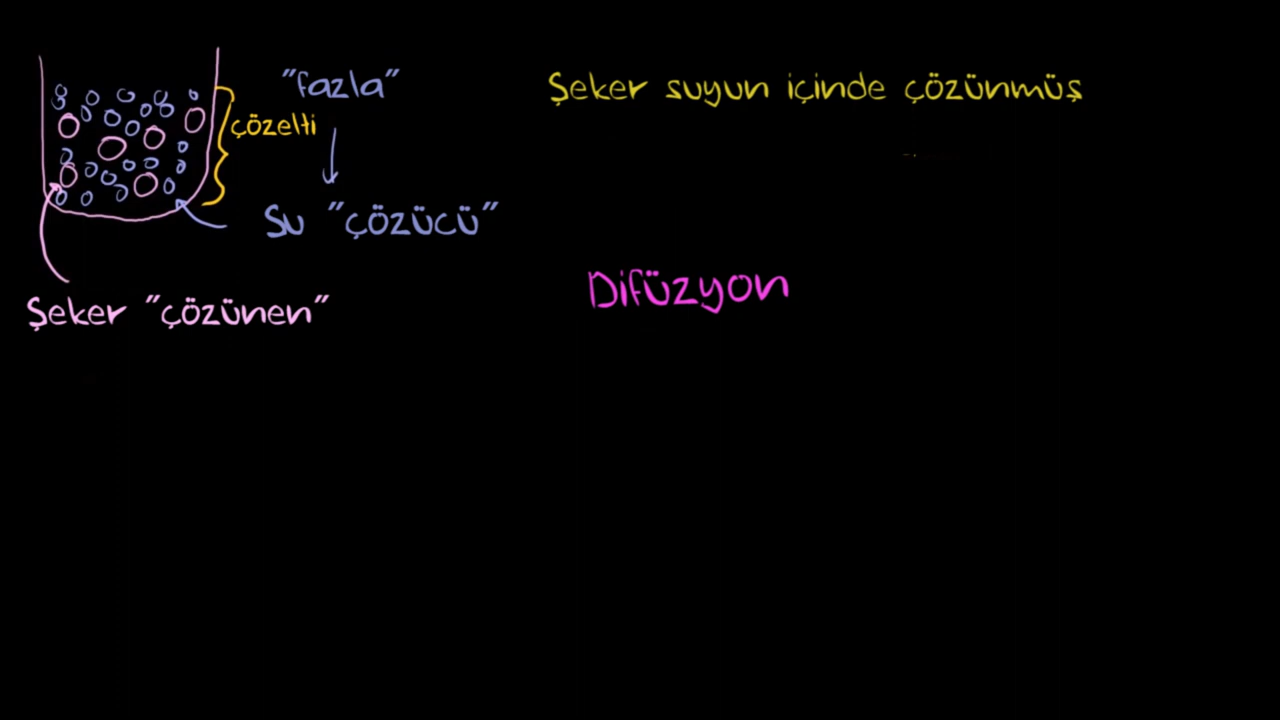 "fazla"
çözelti
Su "çözücü"
Şeker "çözünen"
Şeker suyun içinde çözünmüş
Difüzyon